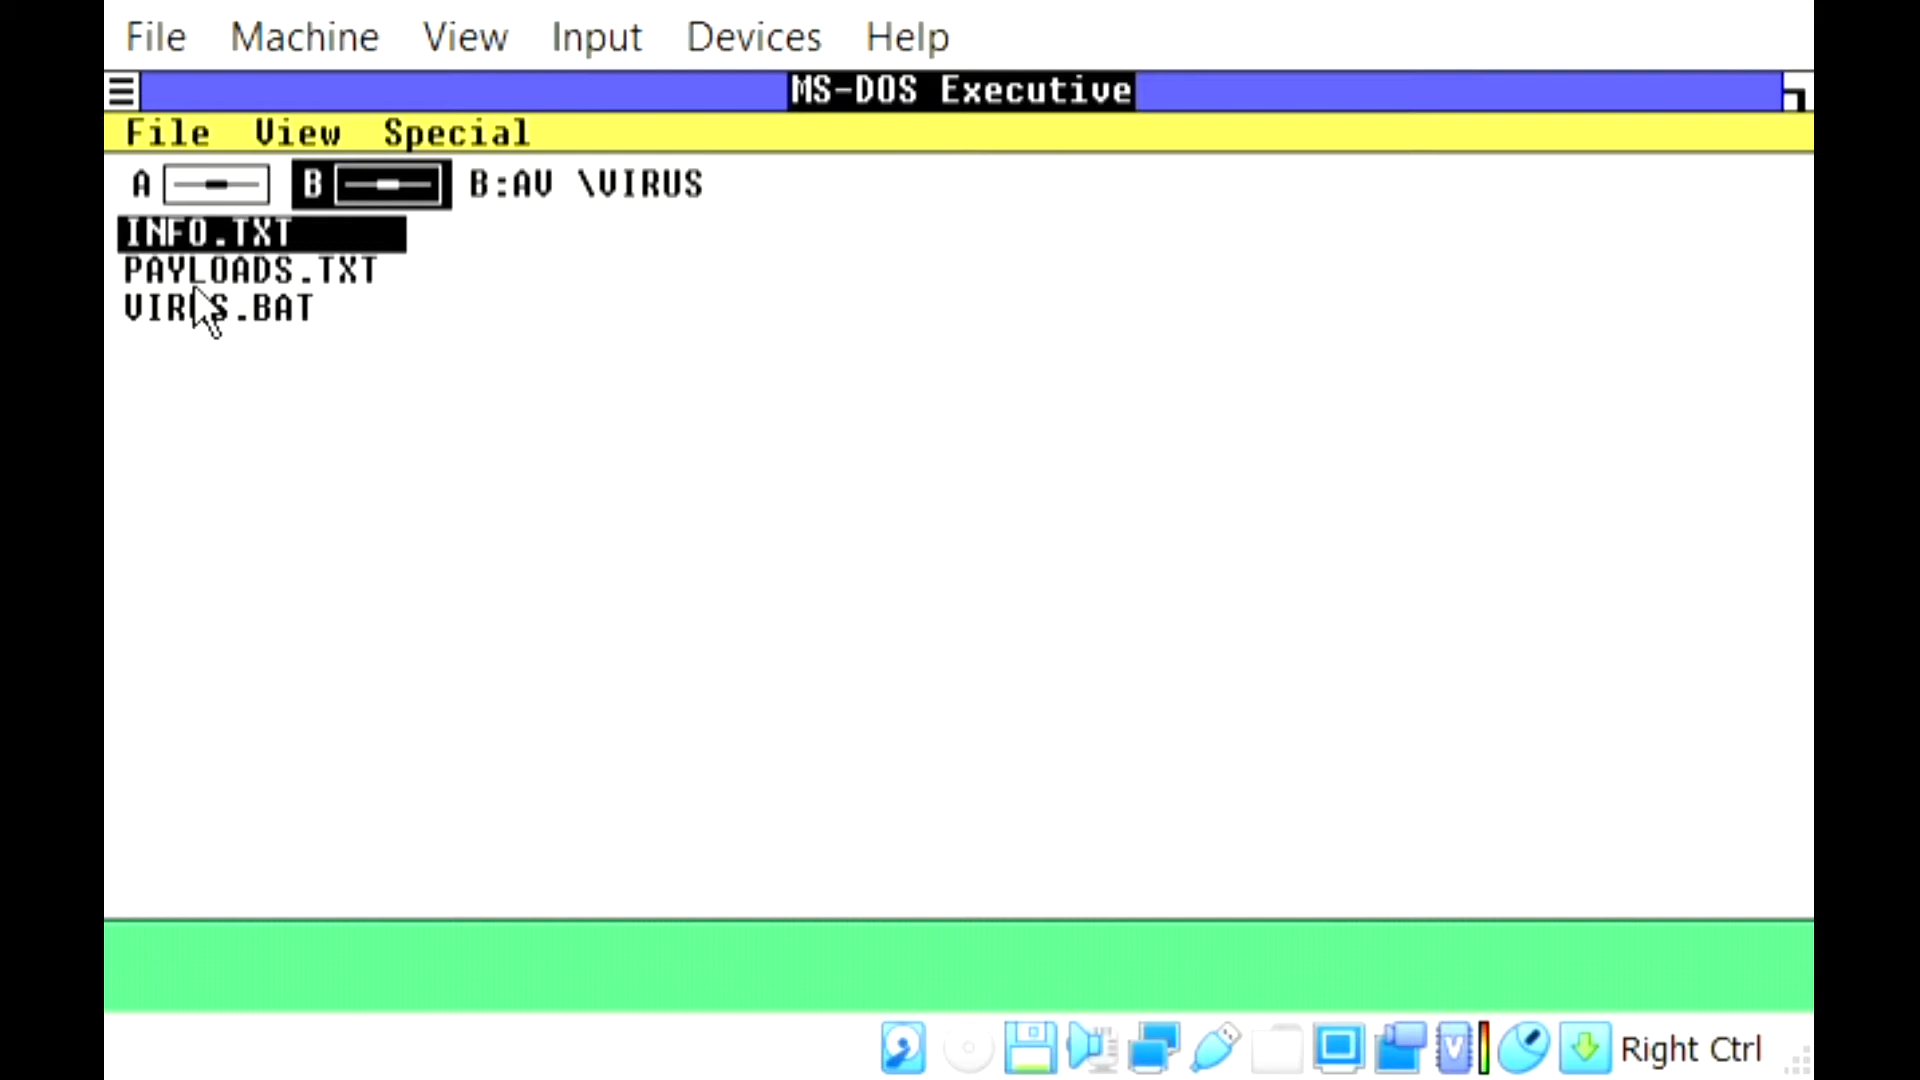 File Machine View Input Devices Help
MS-DOS Executive
File View Special
A B B:AV \VIRUS
INFO.TXT
PAYLOADS.TXT
VIRUS.BAT
V Right Ctrl